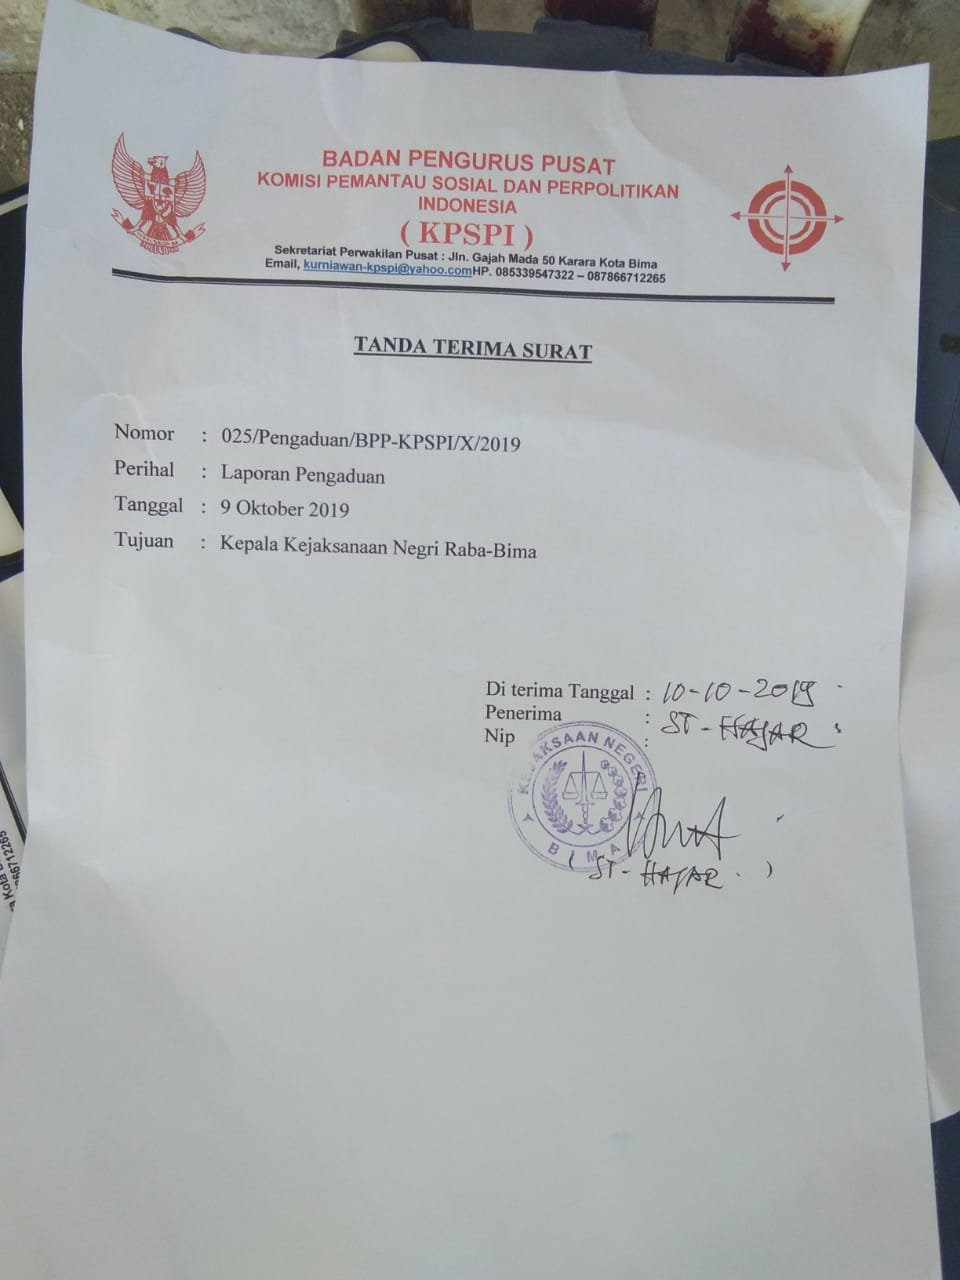 BADAN PENGURUS PUSAT
KOMISI PEMANTAU SOSIAL DAN PERPOLITIKAN
INDONESIA
( KPSPI )
Sekretariat Perwakilan Pusat : Jln. Gajah Mada 50 Karara Kota Bima
Email, kurniawan-kpspi@yahoo.comHP. 085339547322 – 087866712265
TANDA TERIMA SURAT
Nomor : 025/Pengaduan/BPP-KPSPI/X/2019
Perihal : Laporan Pengaduan
Tanggal : 9 Oktober 2019
Tujuan : Kepala Kejaksanaan Negri Raba-Bima
Di terima Tanggal : 10-10-2019
Penerima : ST-HAJAR
Nip :
KEJAKSAAN NEGERI
BIMA
( ST-HAJAR )